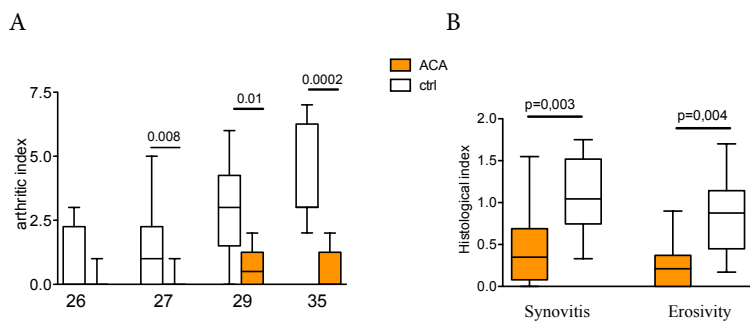 A
B
ACA
ctrl
arthritic index
7.5
5.0
2.5
0.0
0.008
0.01
0.0002
26
27
29
35
Histological index
2.0
1.5
1.0
0.5
0.0
p=0,003
p=0,004
Synovitis
Erosivity